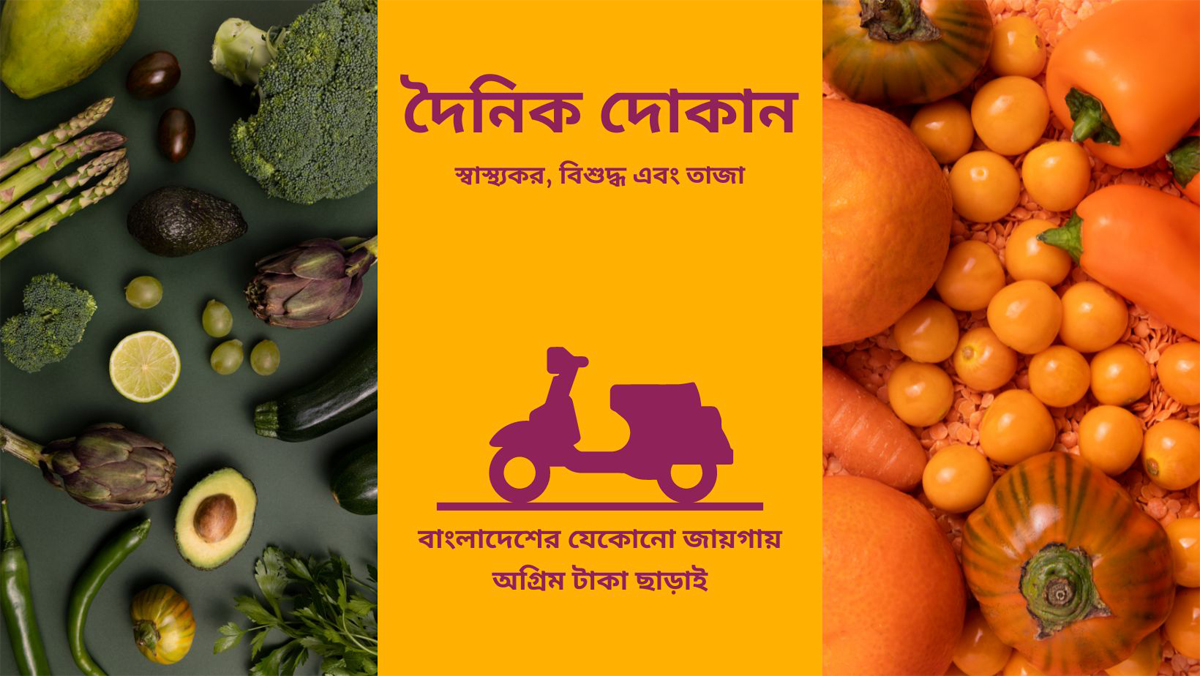 দৈনিক দোকান
স্বাস্থ্যকর, বিশুদ্ধ এবং তাজা
বাংলাদেশের যেকোনো জায়গায়
অগ্রিম টাকা ছাড়াই